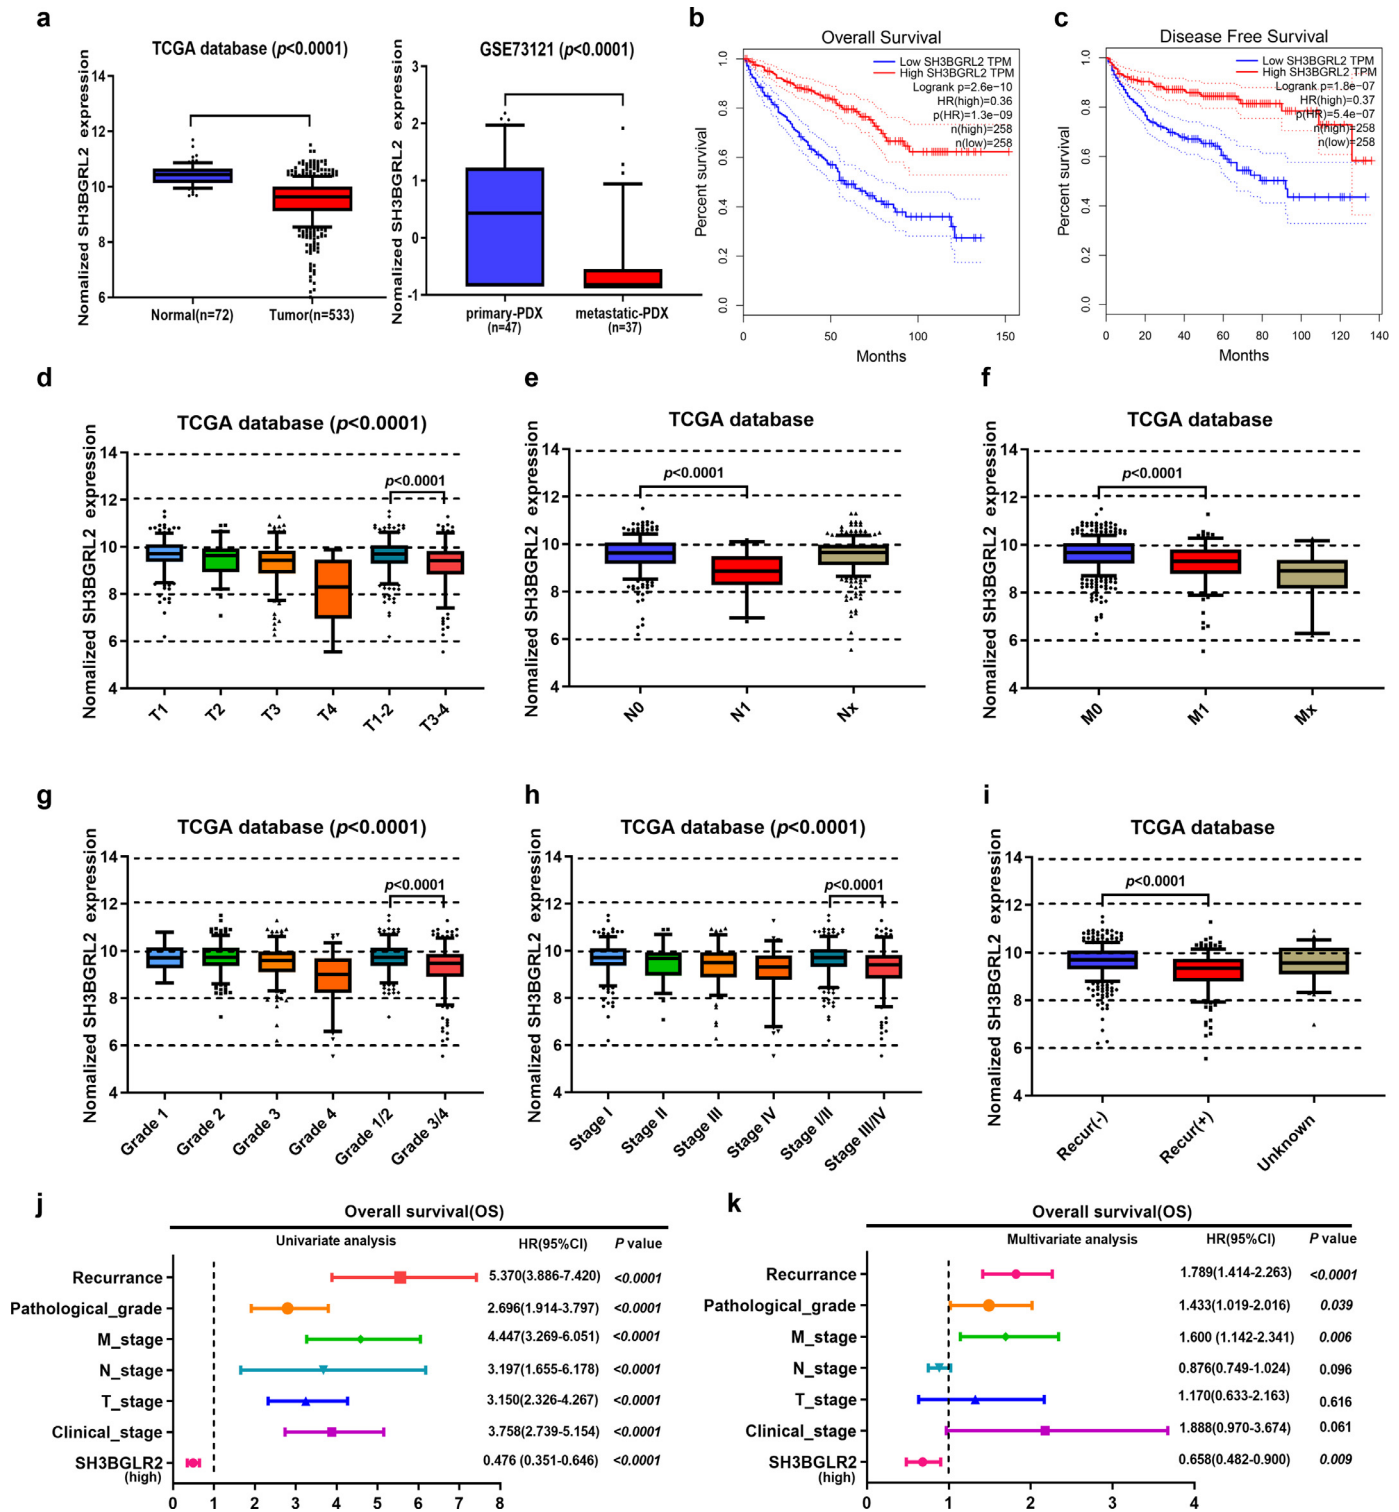 a
TCGA database (p<0.0001)
Nomalized SH3BGRL2 expression
14
12
10
8
6
Normal(n=72)
Tumor(n=533)
GSE73121 (p<0.0001)
Nomalized SH3BGRL2 expression
3
2
1
0
-1
primary-PDX
(n=47)
metastatic-PDX
(n=37)
b
Overall Survival
Low SH3BGRL2 TPM
High SH3BGRL2 TPM
Logrank p=2.6e−10
HR(high)=0.36
p(HR)=1.3e−09
n(high)=258
n(low)=258
Percent survival
1.0
0.8
0.6
0.4
0.2
0.0
0
50
100
150
Months
c
Disease Free Survival
Low SH3BGRL2 TPM
High SH3BGRL2 TPM
Logrank p=1.8e−07
HR(high)=0.37
p(HR)=5.4e−07
n(high)=258
n(low)=258
Percent survival
1.0
0.8
0.6
0.4
0.2
0.0
0
20
40
60
80
100
120
140
Months
d
TCGA database (p<0.0001)
Nomalized SH3BGRL2 expression
14
12
10
8
6
4
p<0.0001
T1
T2
T3
T4
T1-2
T3-4
e
TCGA database
Nomalized SH3BGRL2 expression
14
12
10
8
6
4
p<0.0001
N0
N1
Nx
f
TCGA database
Nomalized SH3BGRL2 expression
14
12
10
8
6
4
p<0.0001
M0
M1
Mx
g
TCGA database (p<0.0001)
Nomalized SH3BGRL2 expression
14
12
10
8
6
4
p<0.0001
Grade 1
Grade 2
Grade 3
Grade 4
Grade 1/2
Grade 3/4
h
TCGA database (p<0.0001)
Nomalized SH3BGRL2 expression
14
12
10
8
6
4
p<0.0001
Stage I
Stage II
Stage III
Stage IV
Stage I/II
Stage III/IV
i
TCGA database
Nomalized SH3BGRL2 expression
14
12
10
8
6
4
p<0.0001
Recur(-)
Recur(+)
Unknown
j
Overall survival(OS)
Univariate analysis HR(95%CI) P value
Recurrance 5.370(3.886-7.420) <0.0001
Pathological_grade 2.696(1.914-3.797) <0.0001
M_stage 4.447(3.269-6.051) <0.0001
N_stage 3.197(1.655-6.178) <0.0001
T_stage 3.150(2.326-4.267) <0.0001
Clinical_stage 3.758(2.739-5.154) <0.0001
SH3BGLR2 0.476 (0.351-0.646) <0.0001
(high)
0 1 2 3 4 5 6 7 8
k
Overall survival(OS)
Multivariate analysis HR(95%CI) P value
Recurrance 1.789(1.414-2.263) <0.0001
Pathological_grade 1.433(1.019-2.016) 0.039
M_stage 1.600 (1.142-2.341) 0.006
N_stage 0.876(0.749-1.024) 0.096
T_stage 1.170(0.633-2.163) 0.616
Clinical_stage 1.888(0.970-3.674) 0.061
SH3BGLR2 0.658(0.482-0.900) 0.009
(high)
0 1 2 3 4